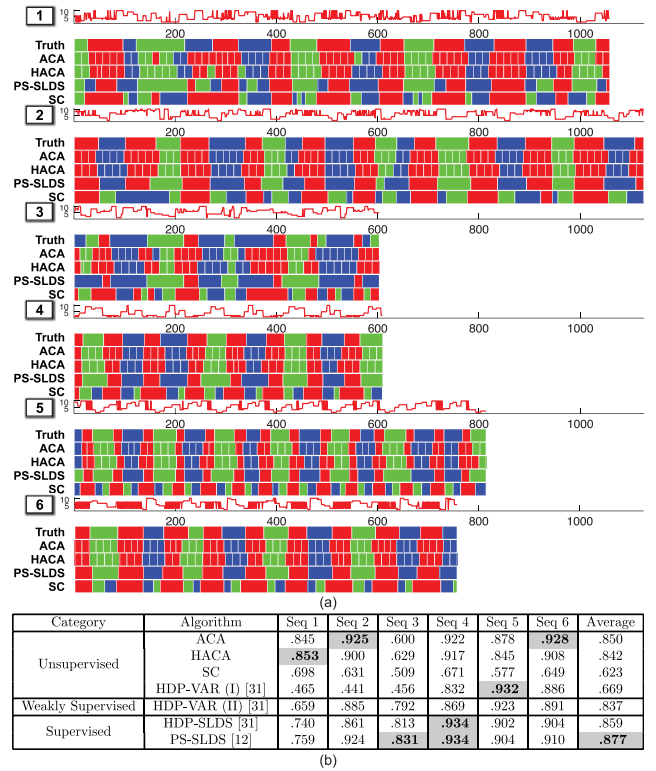 1 10 5
200 400 600 800 1000
Truth
ACA
HACA
PS-SLDS
SC
2 10 5
200 400 600 800 1000
Truth
ACA
HACA
PS-SLDS
SC
3 10 5
200 400 600 800 1000
Truth
ACA
HACA
PS-SLDS
SC
4 10 5
200 400 600 800 1000
Truth
ACA
HACA
PS-SLDS
SC
5 10 5
200 400 600 800 1000
Truth
ACA
HACA
PS-SLDS
SC
6 10 5
200 400 600 800 1000
Truth
ACA
HACA
PS-SLDS
SC
(a)
Category Algorithm Seq 1 Seq 2 Seq 3 Seq 4 Seq 5 Seq 6 Average
Unsupervised ACA .845 .925 .600 .922 .878 .928 .850
HACA .853 .900 .629 .917 .845 .908 .842
SC .698 .631 .509 .671 .577 .649 .623
HDP-VAR (I) [31] .465 .441 .456 .832 .932 .886 .669
Weakly Supervised HDP-VAR (II) [31] .659 .885 .792 .869 .923 .891 .837
Supervised HDP-SLDS [31] .740 .861 .813 .934 .902 .904 .859
PS-SLDS [12] .759 .924 .831 .934 .904 .910 .877
(b)